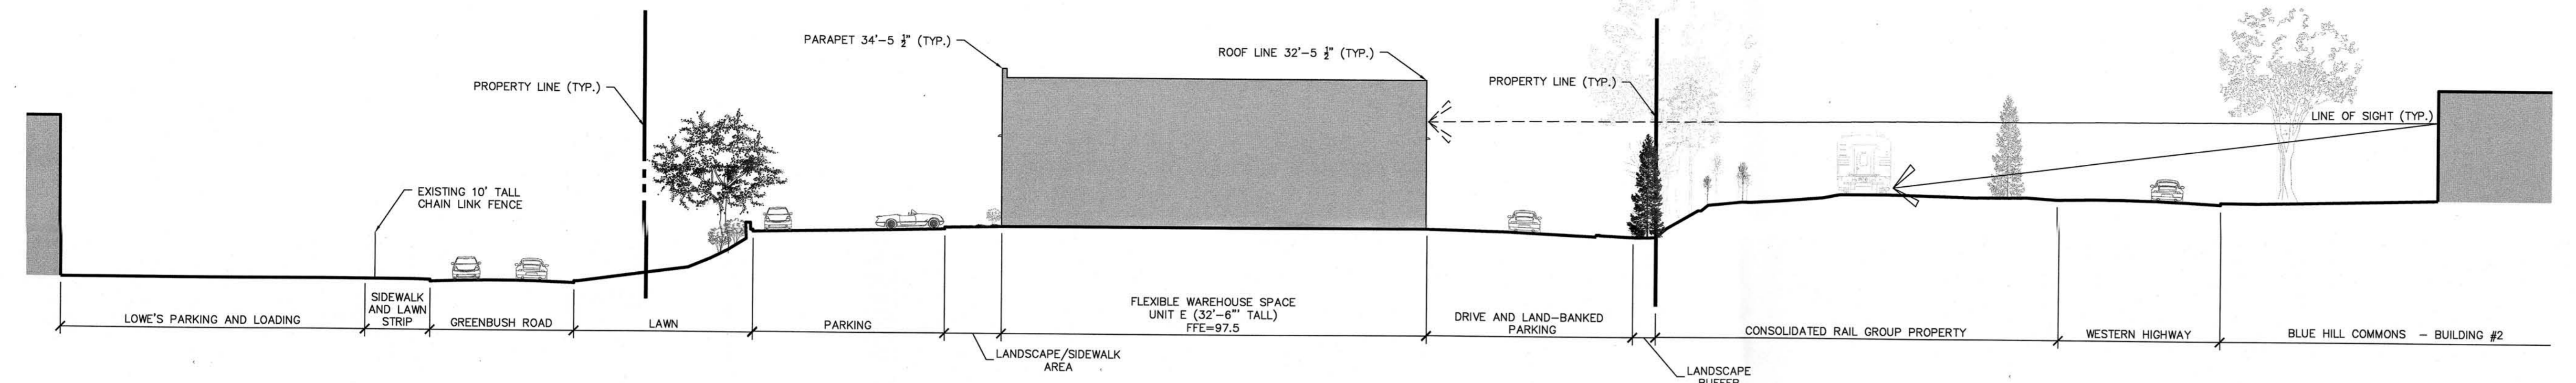 PARAPET 34'-5 ½" (TYP.)
ROOF LINE 32'-5 ½" (TYP.)
PROPERTY LINE (TYP.)
PROPERTY LINE (TYP.)
LINE OF SIGHT (TYP.)
EXISTING 10' TALL
CHAIN LINK FENCE
LOWE'S PARKING AND LOADING
SIDEWALK
AND LAWN
STRIP
GREENBUSH ROAD
LAWN
PARKING
LANDSCAPE/SIDEWALK
AREA
FLEXIBLE WAREHOUSE SPACE
UNIT E (32'-6"' TALL)
FFE=97.5
DRIVE AND LAND-BANKED
PARKING
LANDSCAPE
BUFFER
CONSOLIDATED RAIL GROUP PROPERTY
WESTERN HIGHWAY
BLUE HILL COMMONS - BUILDING #2